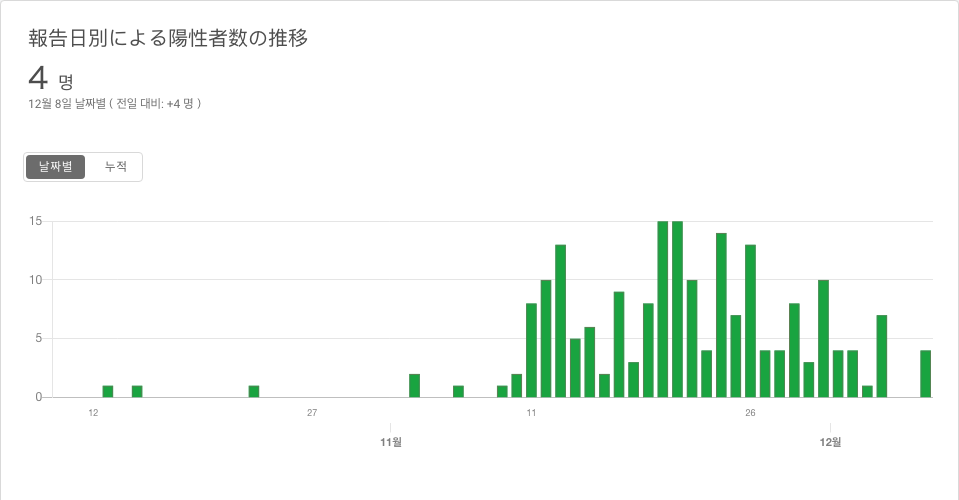 報告日別による陽性者数の推移
4 명
12월 8일 날짜별 ( 전일 대비: +4 명 )
날짜별 누적
15
10
5
0
12 27 11 26
11월 12월